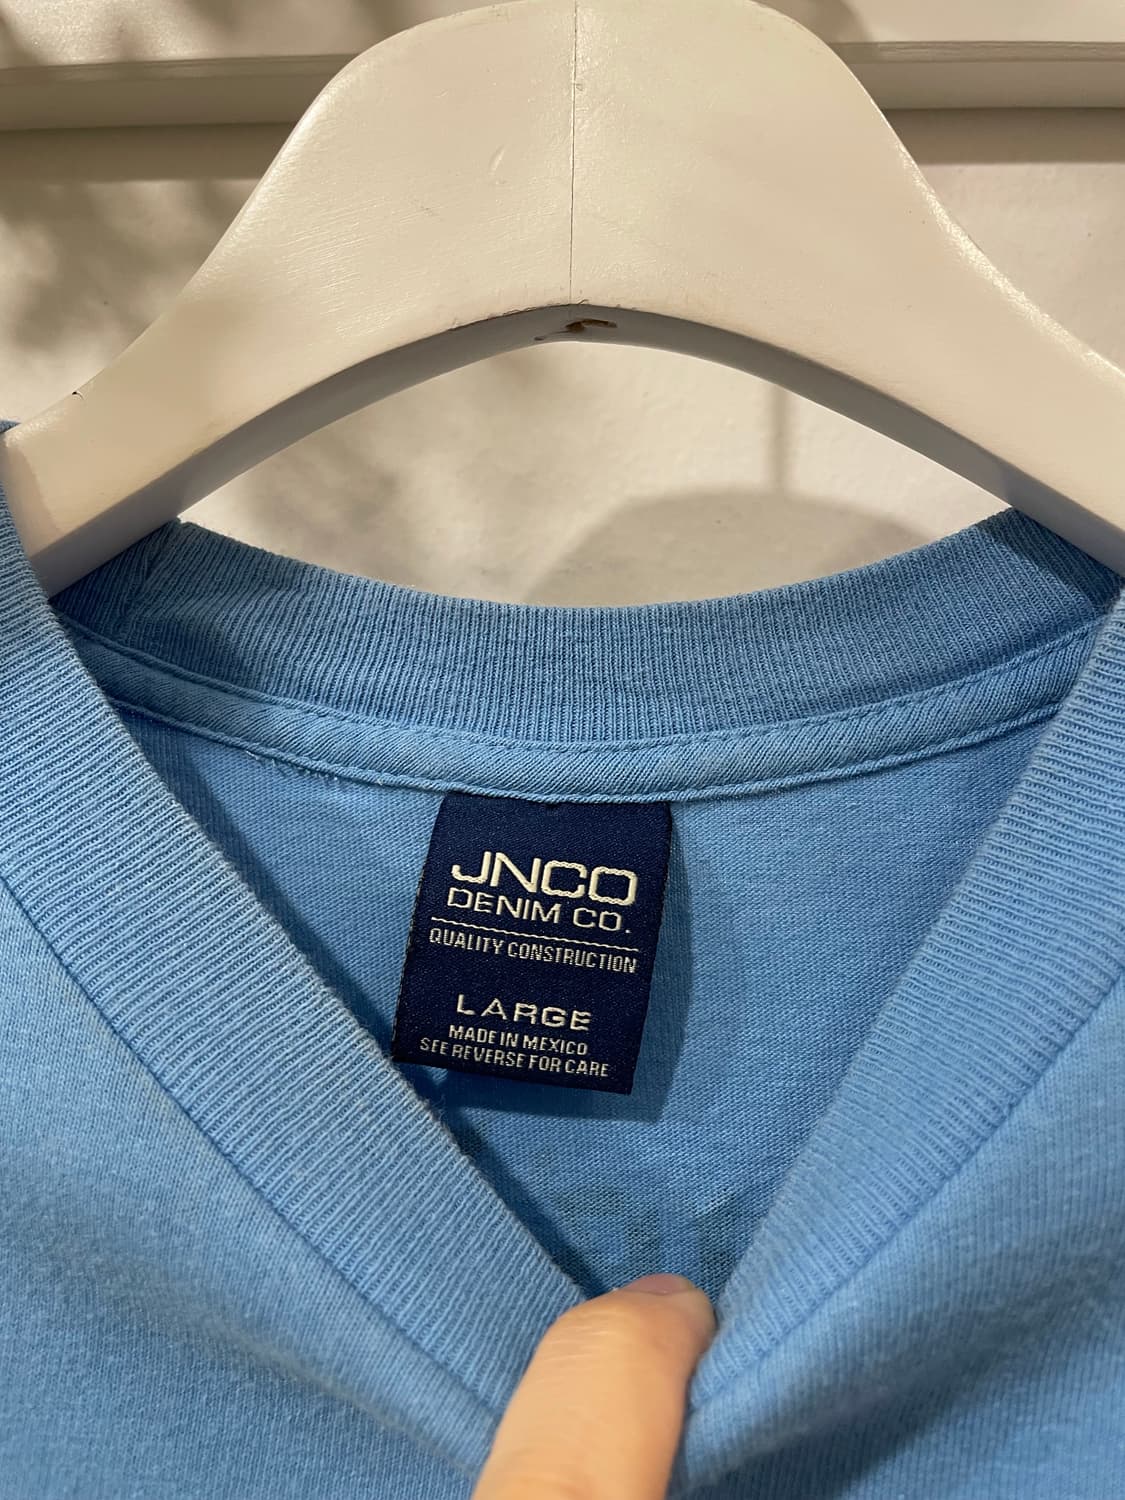 JNCO
DENIM CO.
QUALITY CONSTRUCTION
LARGE
MADE IN MEXICO
SEE REVERSE FOR CARE